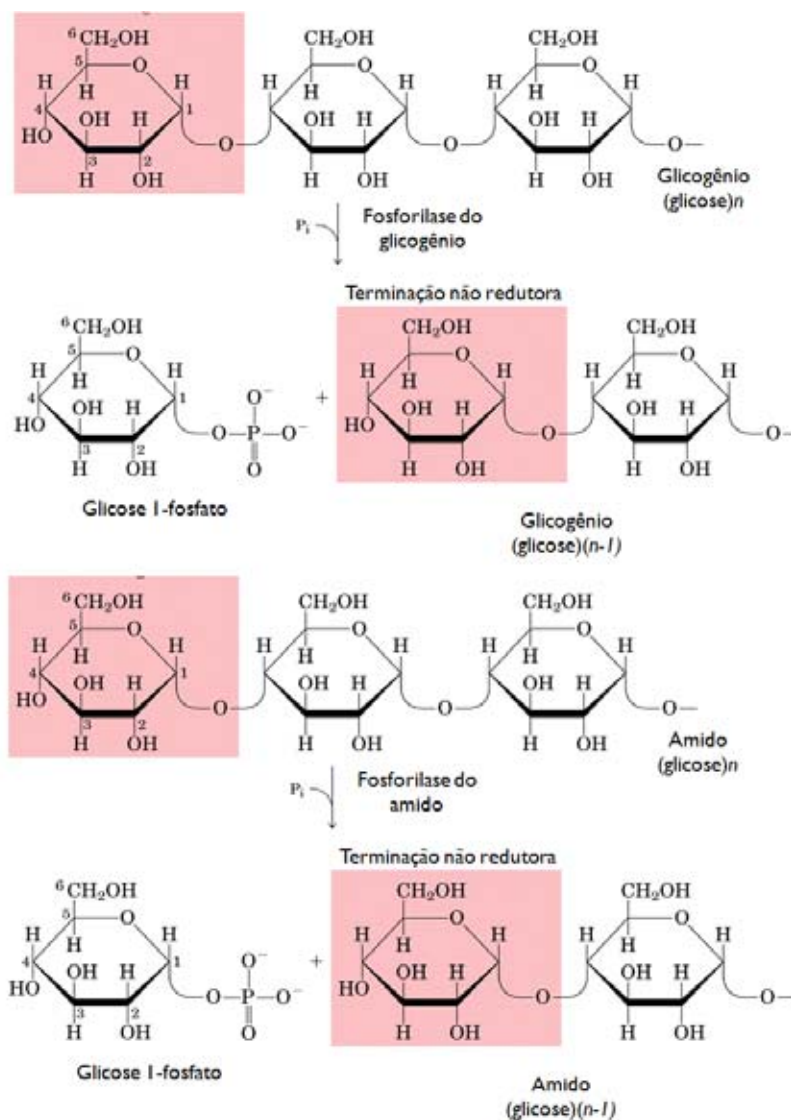 ⁶CH₂OH CH₂OH CH₂OH
5 O O O
H H H H H H H H H
4 OH H 1 OH H OH H
HO 3 2 O O O
H OH H OH H OH
Glicogênio
(glicose)n
Pᵢ
Fosforilase do
glicogênio
Terminação não redutora
⁶CH₂OH CH₂OH CH₂OH
5 O O O
H H H H H H H H H
4 OH H 1 O⁻ + OH H OH H
HO 3 2 O P O⁻ HO O O
H OH O H OH H OH
Glicose 1-fosfato
Glicogênio
(glicose)(n-1)
⁶CH₂OH CH₂OH CH₂OH
5 O O O
H H H H H H H H H
4 OH H 1 OH H OH H
HO 3 2 O O O
H OH H OH H OH
Amido
(glicose)n
Pᵢ
Fosforilase do
amido
Terminação não redutora
⁶CH₂OH CH₂OH CH₂OH
5 O O O
H H H H H H H H H
4 OH H 1 O⁻ + OH H OH H
HO 3 2 O P O⁻ HO O O
H OH O H OH H OH
Glicose 1-fosfato
Amido
(glicose)(n-1)